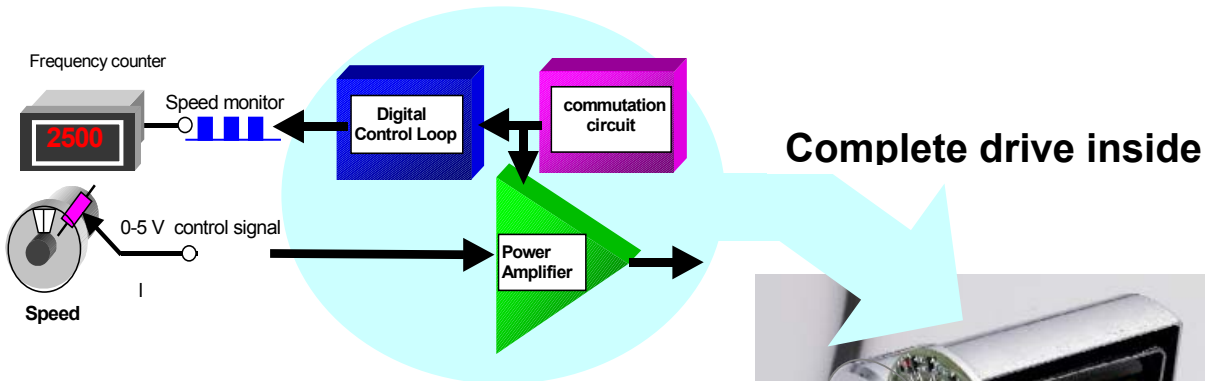 Frequency counter
2500
Speed monitor
Digital
Control Loop
commutation
circuit
Complete drive inside
0-5 V control signal
Power
Amplifier
I
Speed